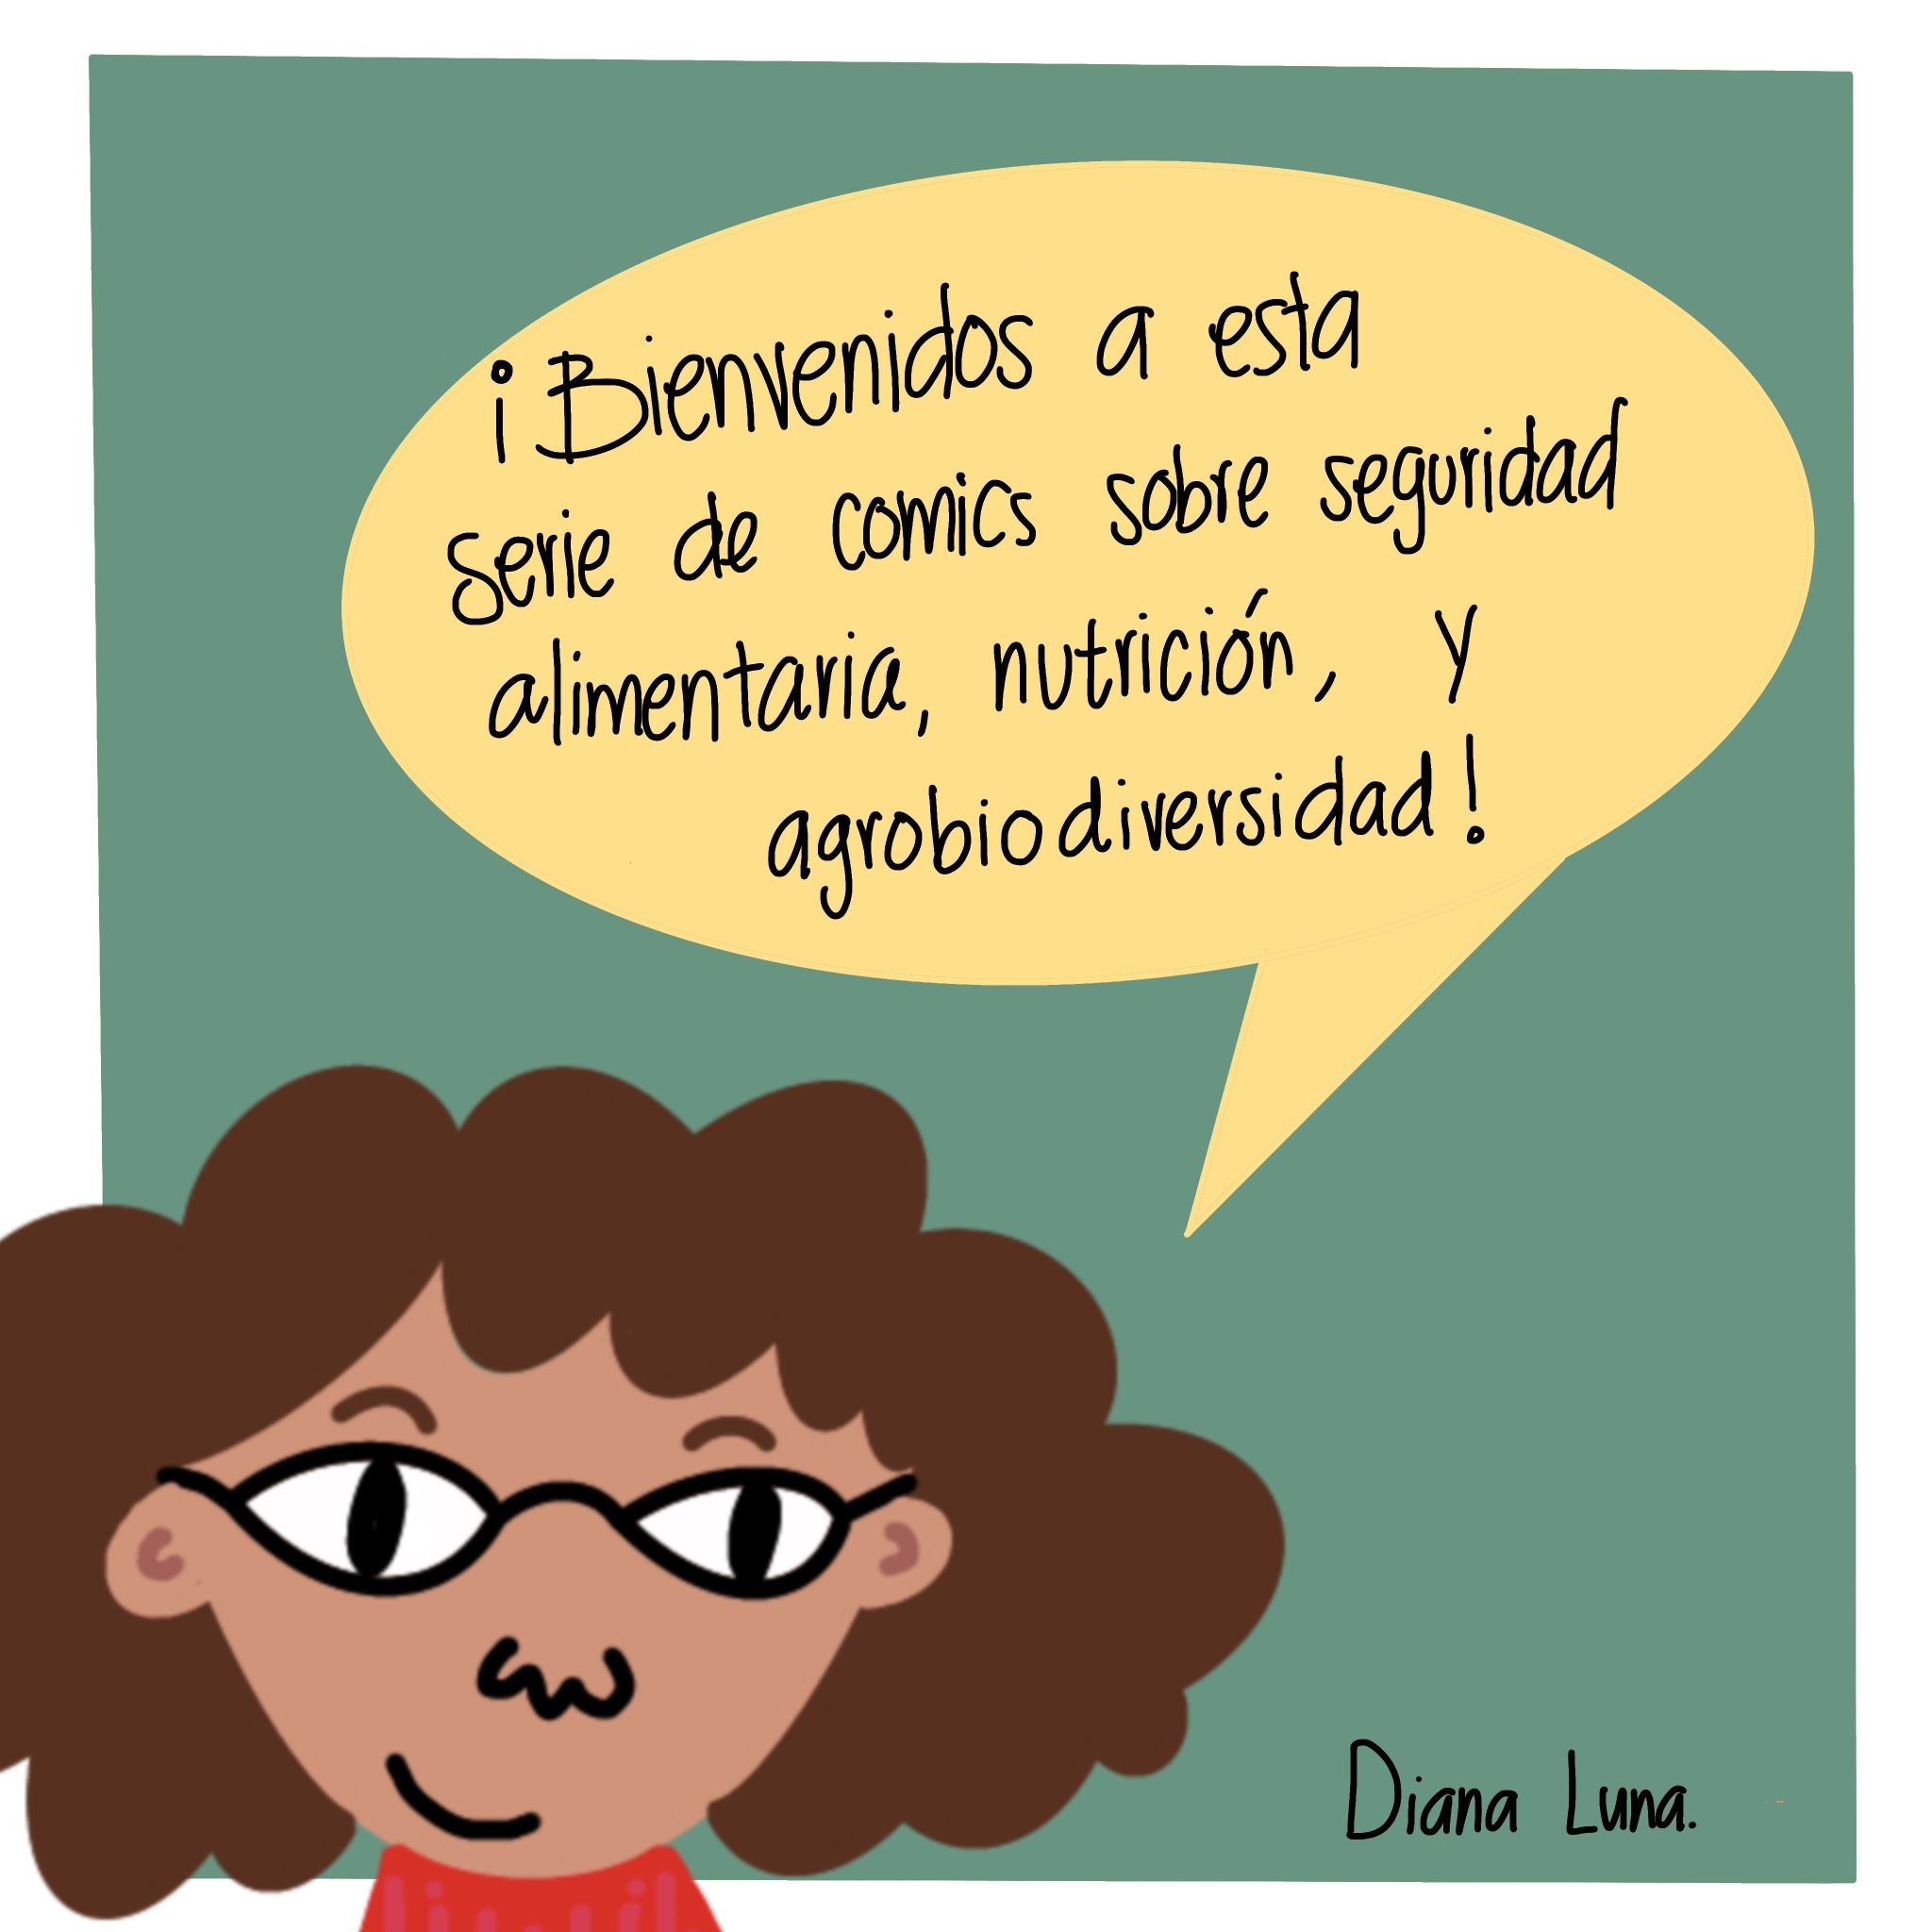 ¡Bienvenidos a esta
serie de comics sobre seguridad
alimentaria, nutrición, y
agrobiodiversidad!
Diana Luna.